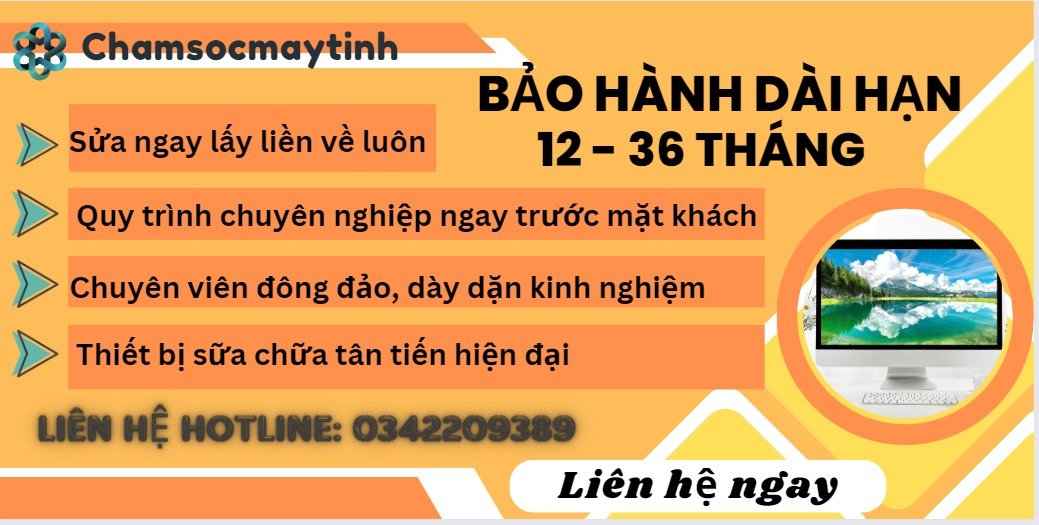 Chamsocmaytinh
BẢO HÀNH DÀI HẠN
12 - 36 THÁNG
Sửa ngay lấy liền về luôn
Quy trình chuyên nghiệp ngay trước mặt khách
Chuyên viên đông đảo, dày dặn kinh nghiệm
Thiết bị sữa chữa tân tiến hiện đại
LIÊN HỆ HOTLINE: 0342209389
Liên hệ ngay